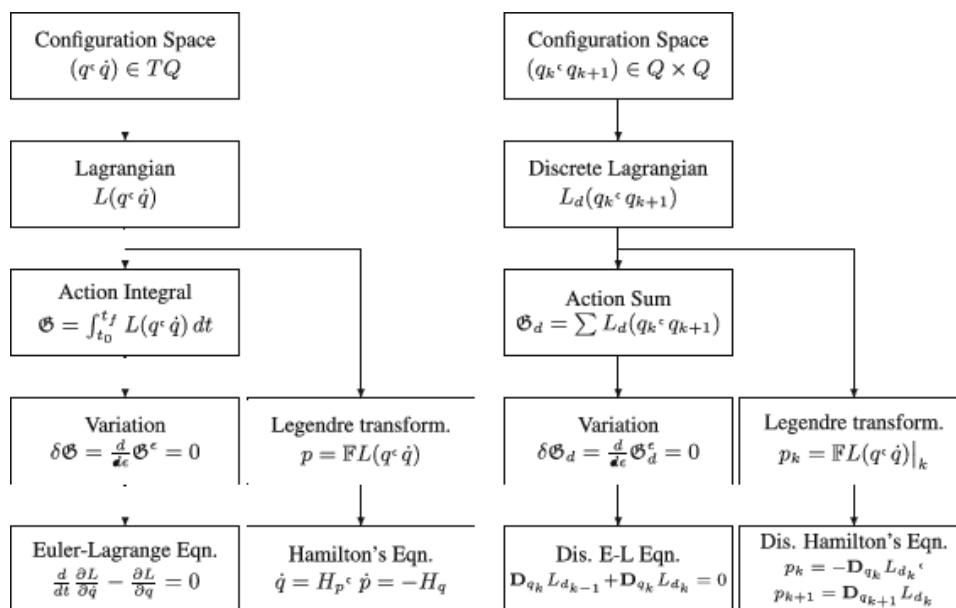 Configuration Space
(q‘ q̇) ∈ TQ
Lagrangian
L(q‘ q̇)
Action Integral
𝔊 = ∫_{t_0}^{t_f} L(q‘ q̇) dt
Variation
δ𝔊 = d/dϵ 𝔊^ϵ = 0
Legendre transform.
p = 𝔽L(q‘ q̇)
Euler-Lagrange Eqn.
d/dt ∂L/∂q̇ − ∂L/∂q = 0
Hamilton's Eqn.
q̇ = H_p‘ ṗ = −H_q
Configuration Space
(q_k‘ q_{k+1}) ∈ Q × Q
Discrete Lagrangian
L_d(q_k‘ q_{k+1})
Action Sum
𝔊_d = ∑ L_d(q_k‘ q_{k+1})
Variation
δ𝔊_d = d/dϵ 𝔊_d^ϵ = 0
Legendre transform.
p_k = 𝔽L(q‘ q̇)|_k
Dis. E-L Eqn.
𝐃_{q_k} L_{d_{k−1}} + 𝐃_{q_k} L_{d_k} = 0
Dis. Hamilton's Eqn.
p_k = −𝐃_{q_k} L_{d_k}‘
p_{k+1} = 𝐃_{q_{k+1}} L_{d_k}